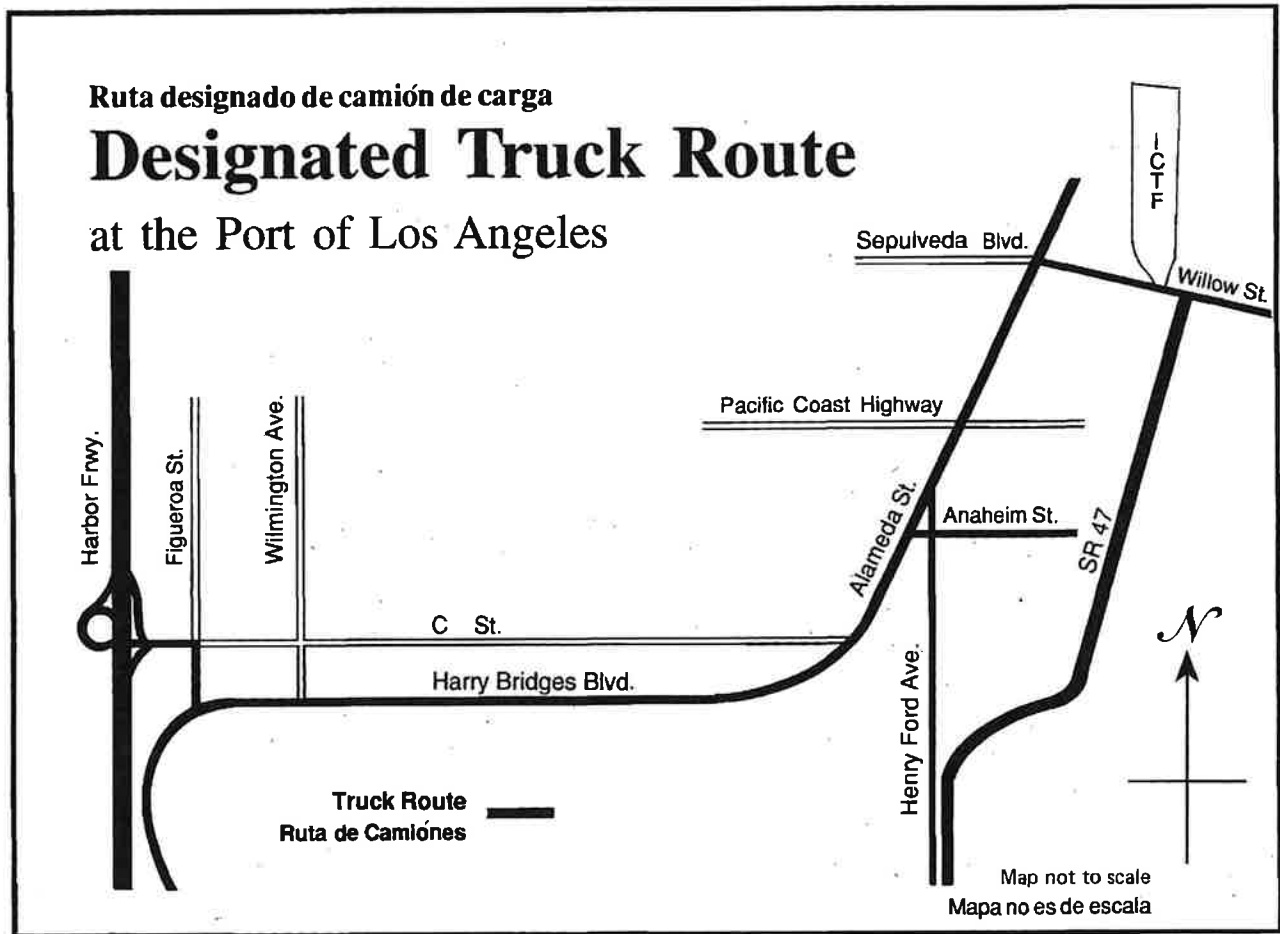 Ruta designado de camión de carga
Designated Truck Route
at the Port of Los Angeles
ICTF
Sepulveda Blvd.
Willow St.
Pacific Coast Highway
Harbor Frwy.
Figueroa St.
Wilmington Ave.
Alameda St.
Anaheim St.
SR 47
C St.
Harry Bridges Blvd.
Henry Ford Ave.
N
Truck Route
Ruta de Camiónes
Map not to scale
Mapa no es de escala